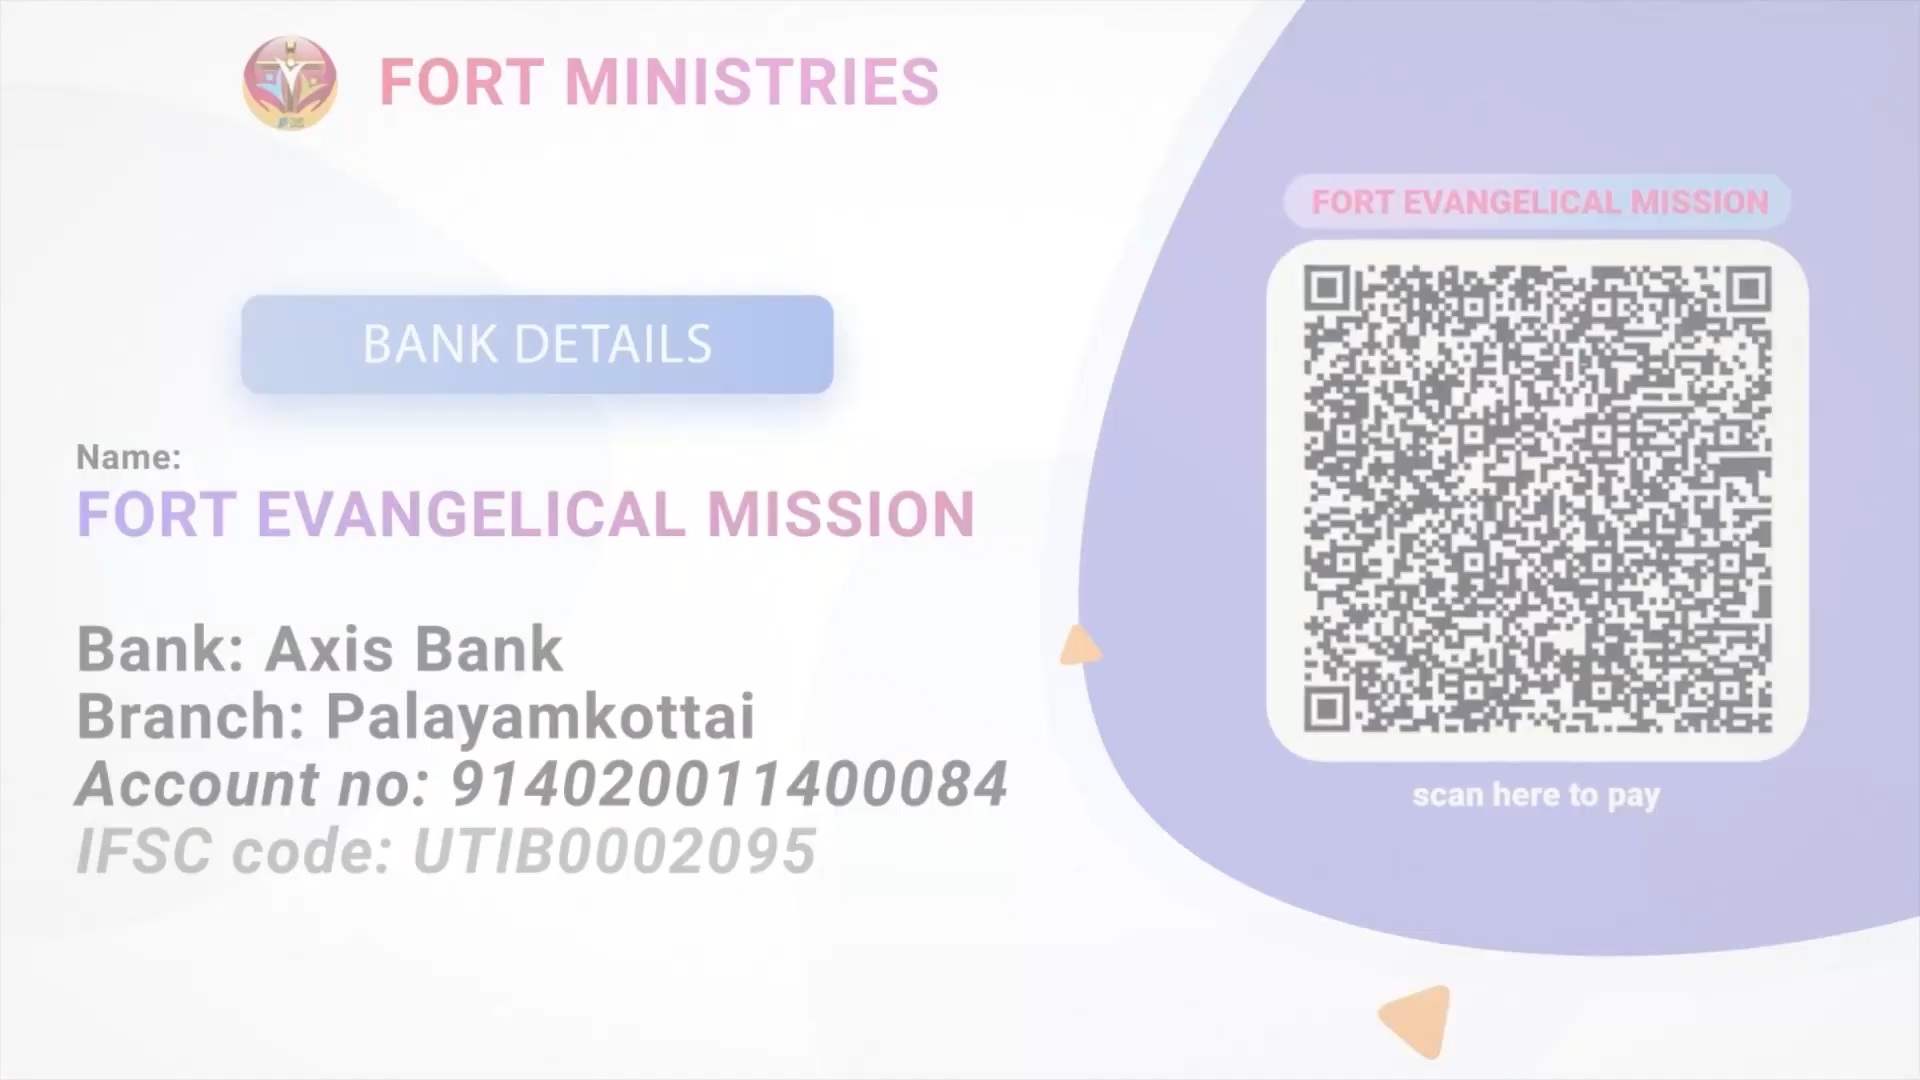 FORT MINISTRIES
BANK DETAILS
Name:
FORT EVANGELICAL MISSION
Bank: Axis Bank
Branch: Palayamkottai
Account no: 914020011400084
IFSC code: UTIB0002095
FORT EVANGELICAL MISSION
scan here to pay